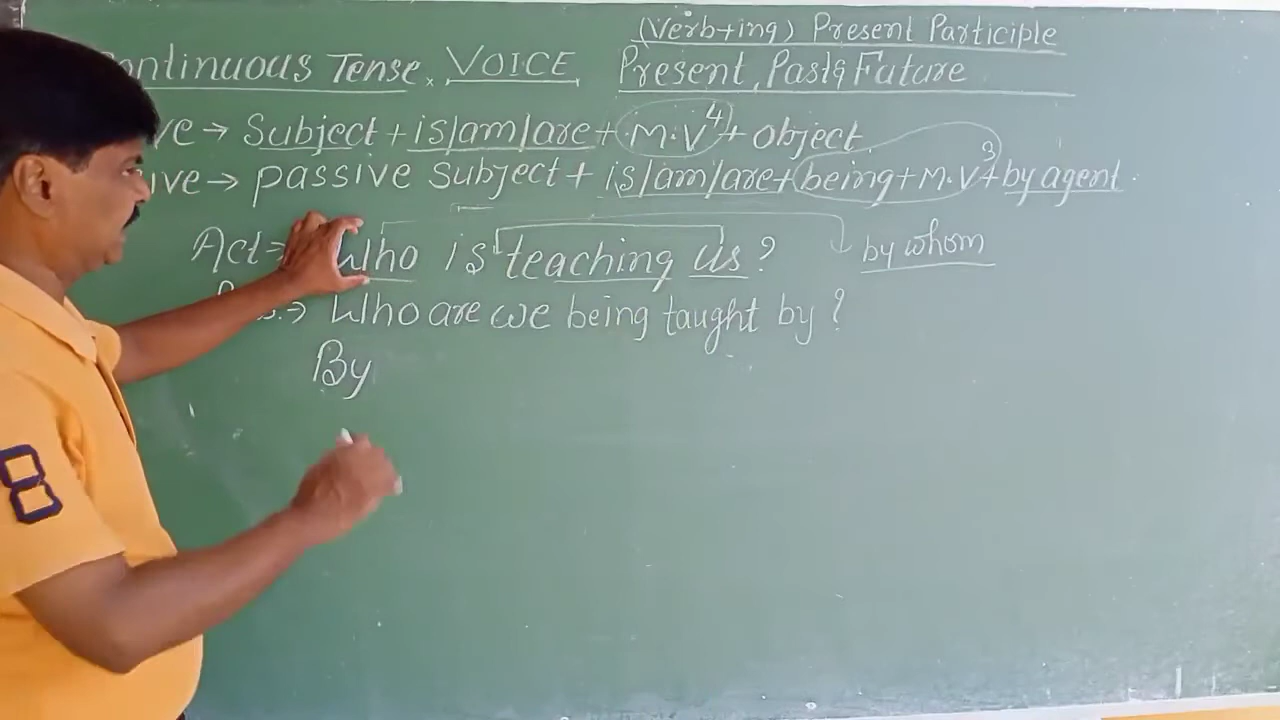 (Verb+ing) Present Participle
ontinuous Tense, VOICE Present, Past & Future
ve → Subject + is/am/are + M.V⁴ + object.
ive → passive subject + is/am/are + being + M.V³ + by agent.
Act → Who is teaching us? by whom
→ Who are we being taught by?
By
8